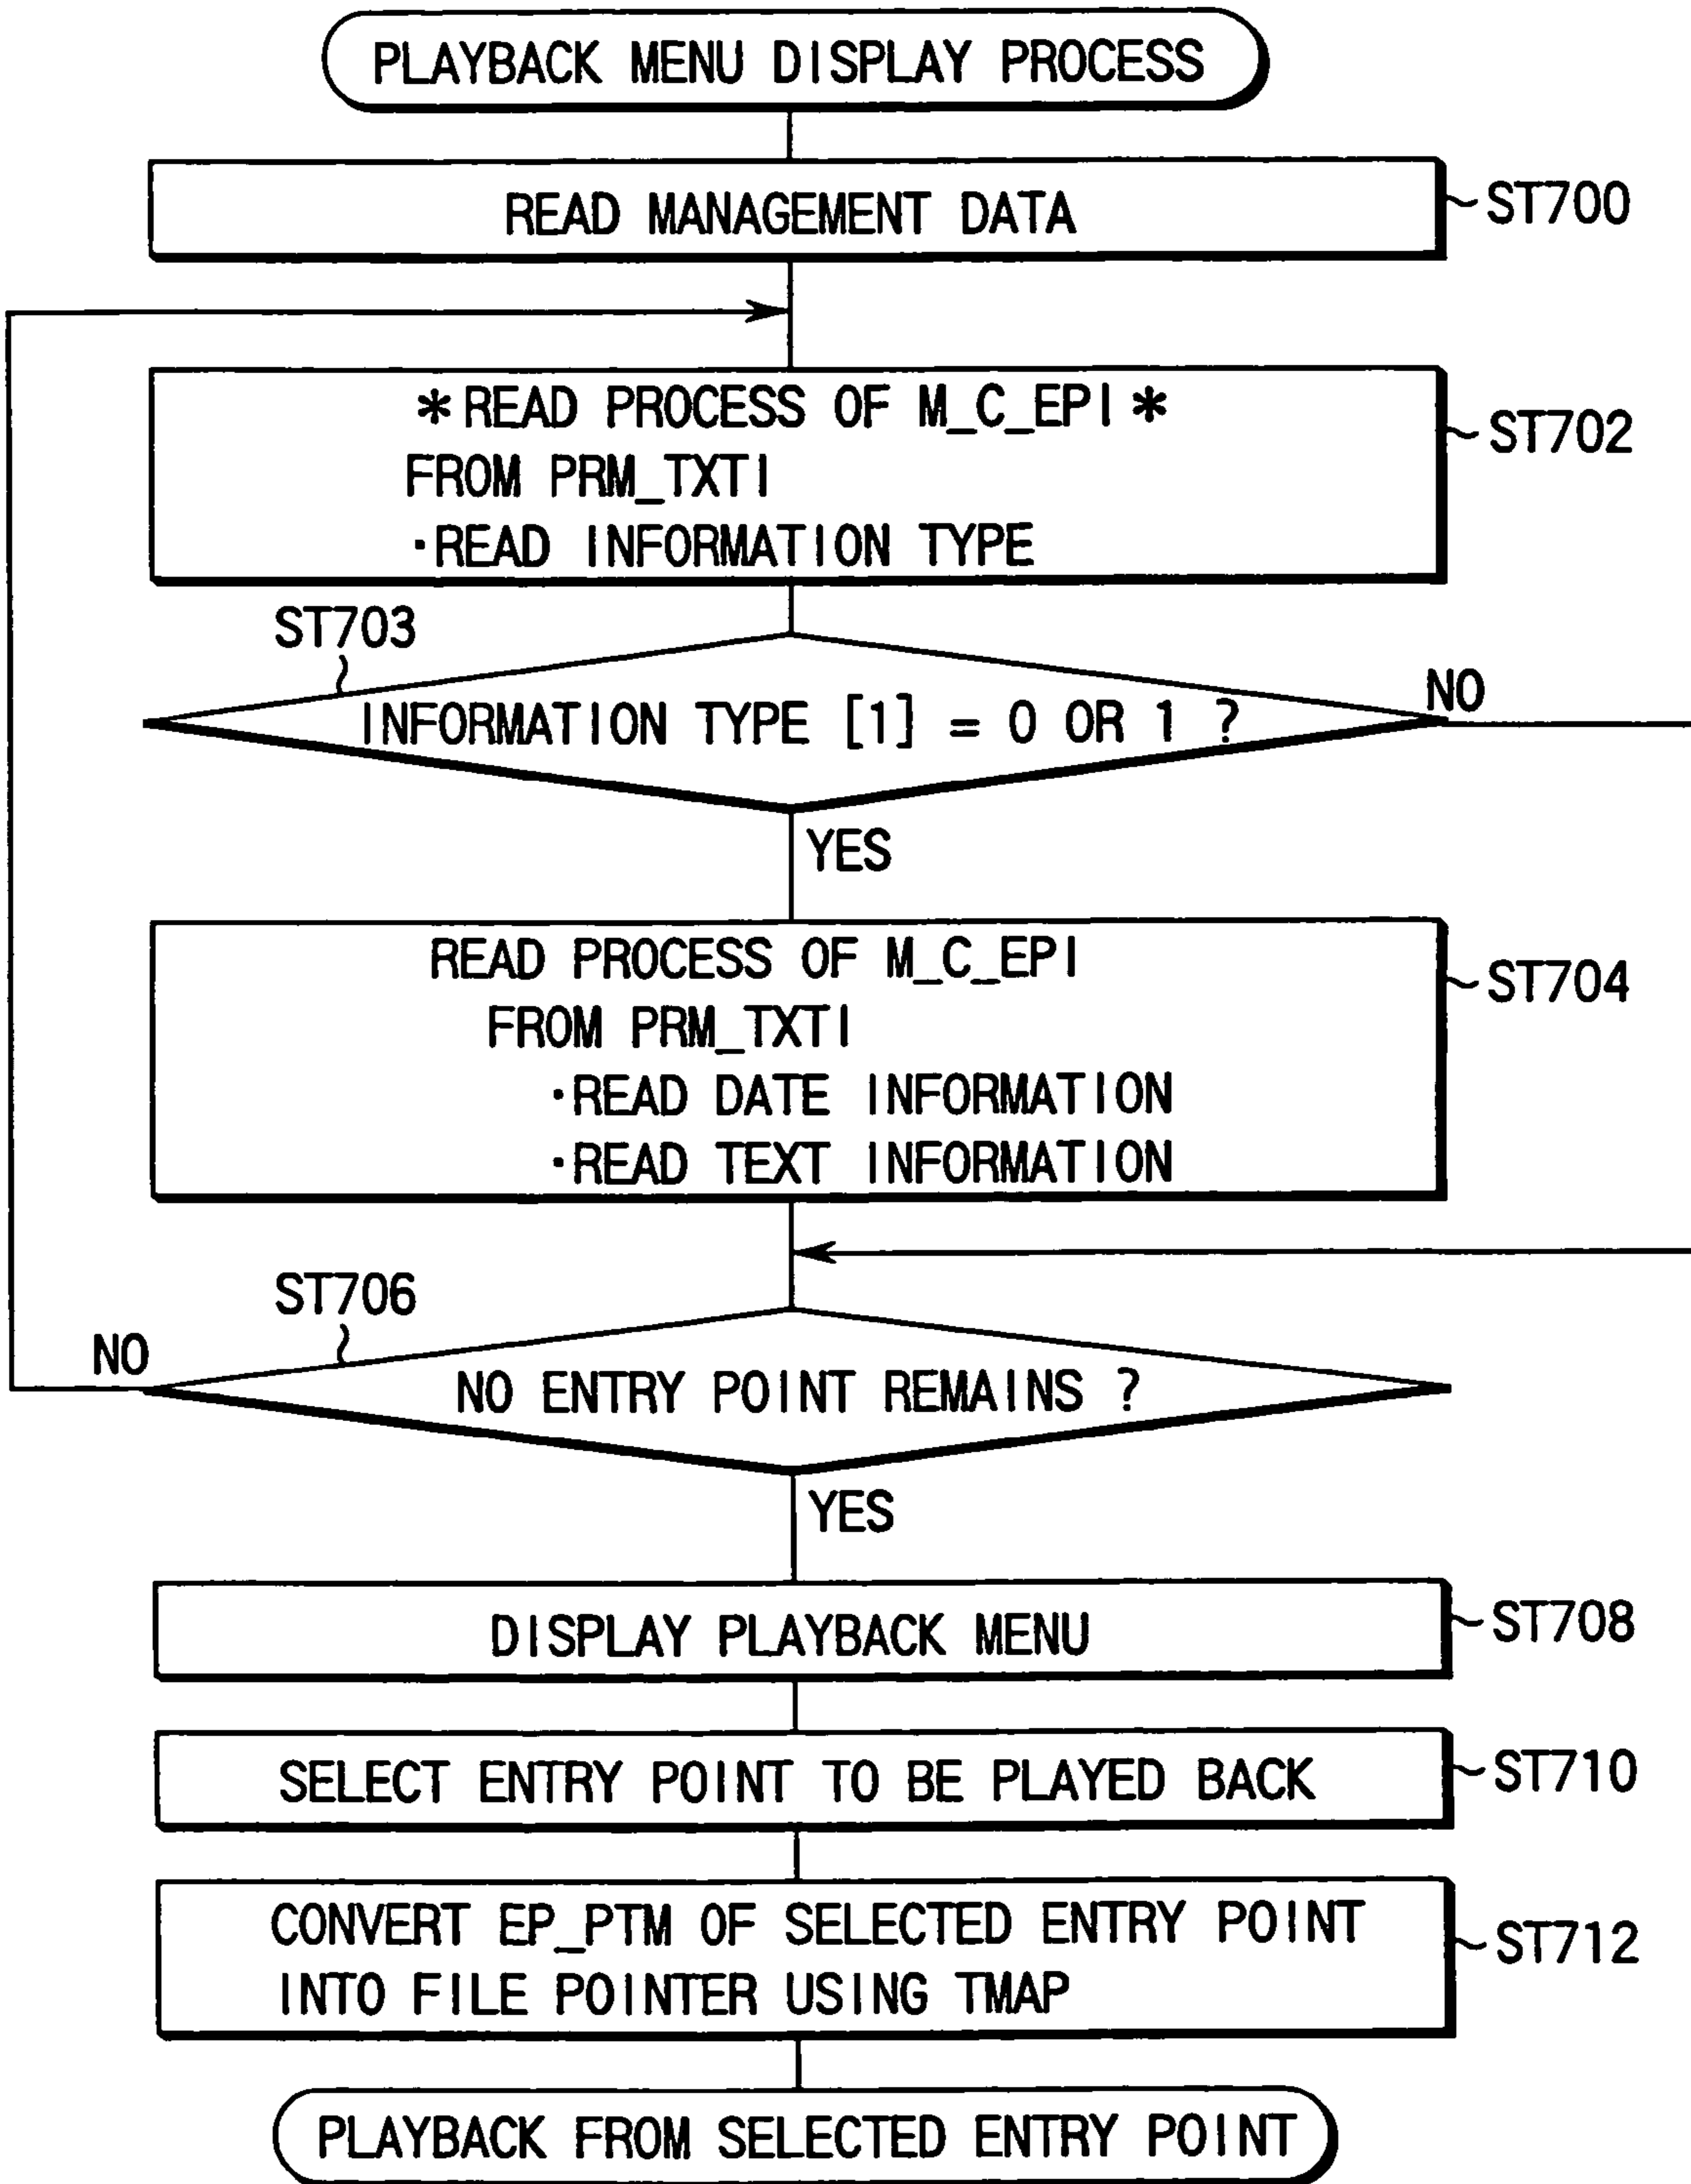 PLAYBACK MENU DISPLAY PROCESS
READ MANAGEMENT DATA
ST700
*READ PROCESS OF M_C_EPI*
FROM PRM_TXTI
·READ INFORMATION TYPE
ST702
ST703
INFORMATION TYPE [1] = 0 OR 1 ?
NO
YES
READ PROCESS OF M_C_EPI
FROM PRM_TXTI
·READ DATE INFORMATION
·READ TEXT INFORMATION
ST704
ST706
NO
NO ENTRY POINT REMAINS ?
YES
DISPLAY PLAYBACK MENU
ST708
SELECT ENTRY POINT TO BE PLAYED BACK
ST710
CONVERT EP_PTM OF SELECTED ENTRY POINT
INTO FILE POINTER USING TMAP
ST712
PLAYBACK FROM SELECTED ENTRY POINT